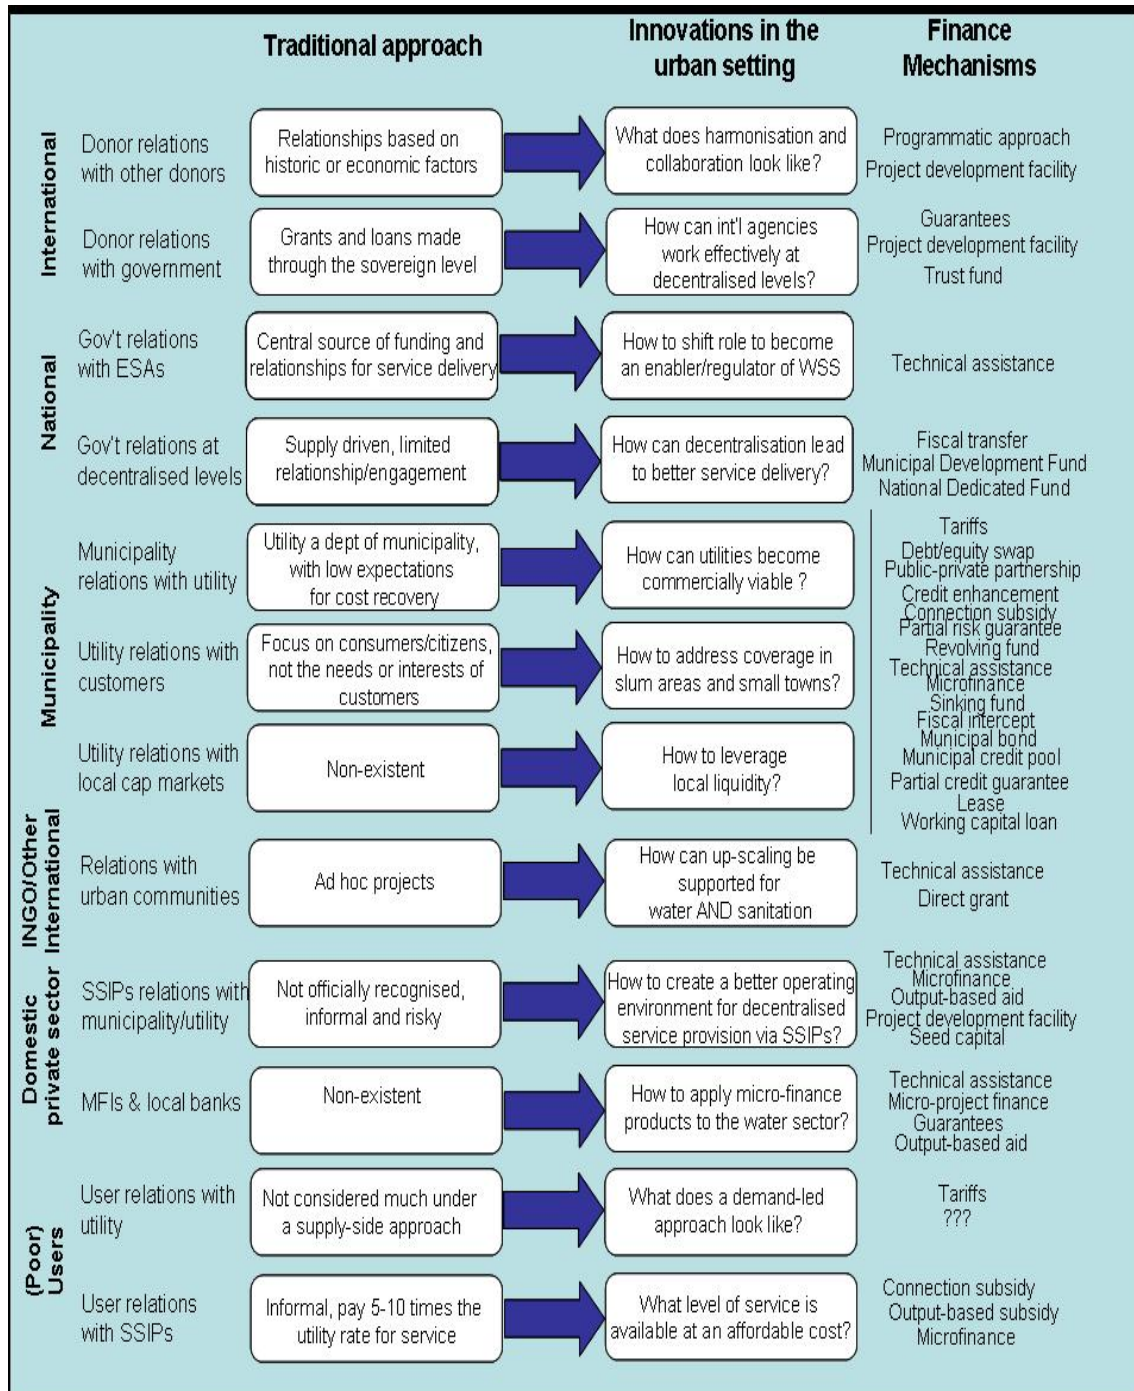 Traditional approach
Innovations in the
urban setting
Finance
Mechanisms
International
Donor relations
with other donors
Relationships based on
historic or economic factors
What does harmonisation and
collaboration look like?
Programmatic approach
Project development facility
Donor relations
with government
Grants and loans made
through the sovereign level
How can int'l agencies
work effectively at
decentralised levels?
Guarantees
Project development facility
Trust fund
National
Gov't relations
with ESAs
Central source of funding and
relationships for service delivery
How to shift role to become
an enabler/regulator of WSS
Technical assistance
Gov't relations at
decentralised levels
Supply driven, limited
relationship/engagement
How can decentralisation lead
to better service delivery?
Fiscal transfer
Municipal Development Fund
National Dedicated Fund
Municipality
Municipality
relations with utility
Utility a dept of municipality,
with low expectations
for cost recovery
How can utilities become
commercially viable ?
Utility relations with
customers
Focus on consumers/citizens,
not the needs or interests of
customers
How to address coverage in
slum areas and small towns?
Utility relations with
local cap markets
Non-existent
How to leverage
local liquidity?
Tariffs
Debt/equity swap
Public-private partnership
Credit enhancement
Connection subsidy
Partial risk guarantee
Revolving fund
Technical assistance
Microfinance
Sinking fund
Fiscal intercept
Municipal bond
Municipal credit pool
Partial credit guarantee
Lease
Working capital loan
INGO/Other
International
Relations with
urban communities
Ad hoc projects
How can up-scaling be
supported for
water AND sanitation
Technical assistance
Direct grant
Domestic
private sector
SSIPs relations with
municipality/utility
Not officially recognised,
informal and risky
How to create a better operating
environment for decentralised
service provision via SSIPs?
Technical assistance
Microfinance
Output-based aid
Project development facility
Seed capital
MFIs & local banks
Non-existent
How to apply micro-finance
products to the water sector?
Technical assistance
Micro-project finance
Guarantees
Output-based aid
(Poor)
Users
User relations with
utility
Not considered much under
a supply-side approach
What does a demand-led
approach look like?
Tariffs
???
User relations
with SSIPs
Informal, pay 5-10 times the
utility rate for service
What level of service is
available at an affordable cost?
Connection subsidy
Output-based subsidy
Microfinance